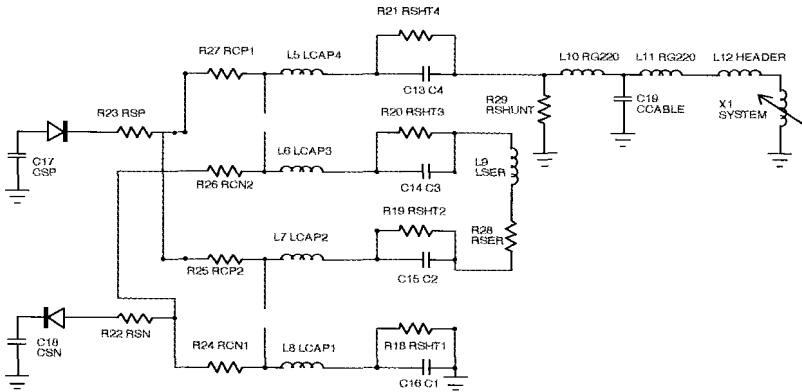 R21 RSHT4
R27 RCP1
L5 LCAP4
L10 RG220
L11 RG220
L12 HEADER
C13 C4
R23 RSP
R20 RSHT3
R29
RSHUNT
C19
CCABLE
X1
SYSTEM
C17
CSP
L6 LCAP3
L9
LSER
R26 RCN2
C14 C3
R19 RSHT2
L7 LCAP2
R28
RSER
R25 RCP2
C15 C2
C18
CSN
R22 RSN
R24 RCN1
L8 LCAP1
R18 RSHT1
C16 C1